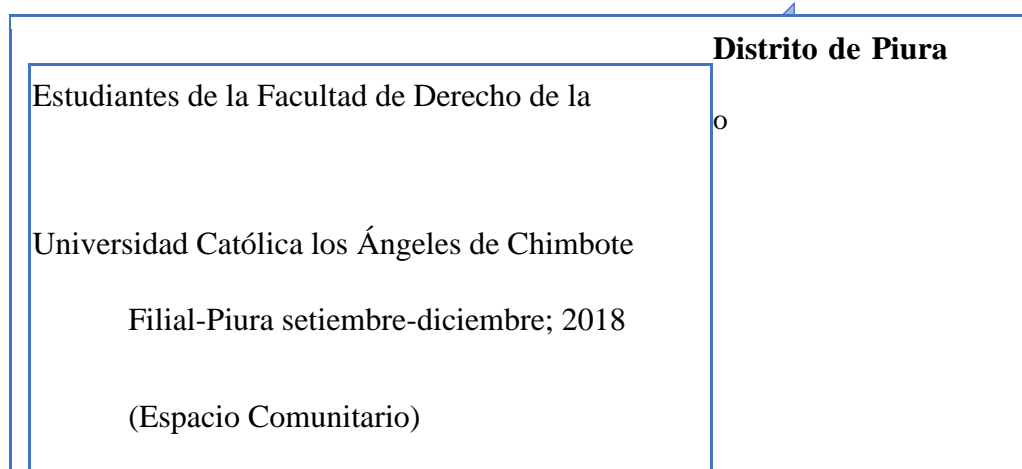 Distrito de Piura
Estudiantes de la Facultad de Derecho de la
o
Universidad Católica los Ángeles de Chimbote
Filial-Piura setiembre-diciembre; 2018
(Espacio Comunitario)